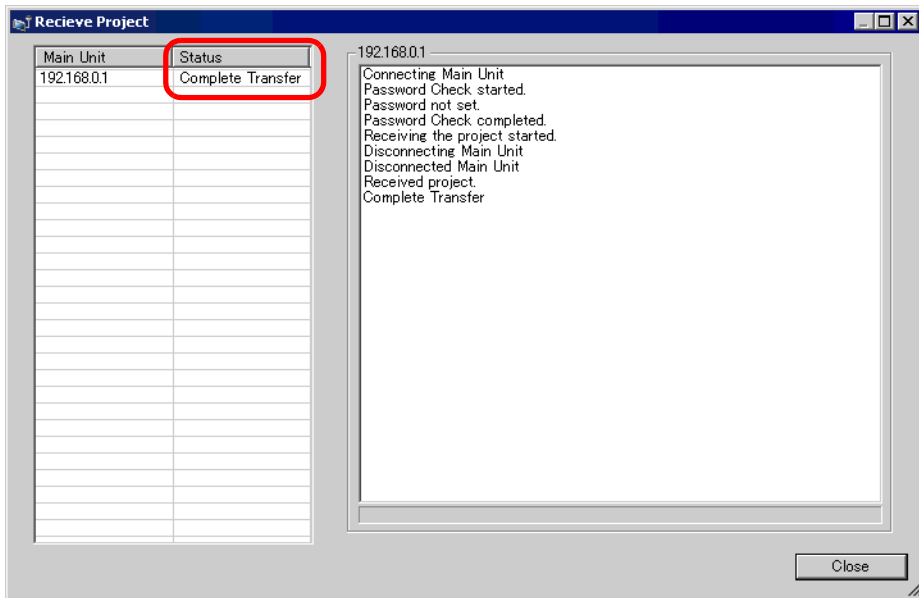 Recieve Project
Main Unit Status
192.168.0.1 Complete Transfer
192.168.0.1
Connecting Main Unit
Password Check started.
Password not set.
Password Check completed.
Receiving the project started.
Disconnecting Main Unit
Disconnected Main Unit
Received project.
Complete Transfer
Close